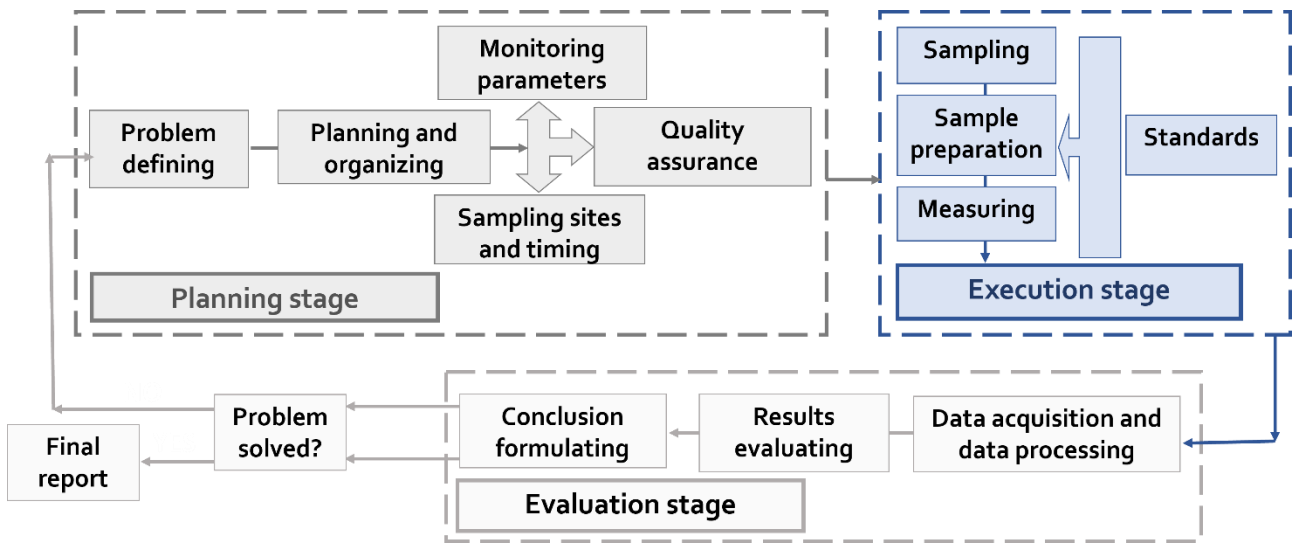 Monitoring
parameters
Problem
defining
Planning and
organizing
Quality
assurance
Sampling sites
and timing
Planning stage
Sampling
Sample
preparation
Measuring
Standards
Execution stage
Data acquisition and
data processing
Results
evaluating
Conclusion
formulating
Evaluation stage
Problem
solved?
Final
report